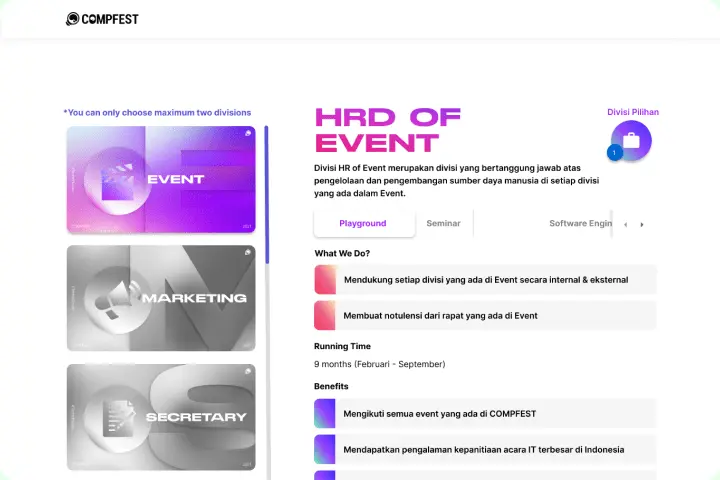 COMPFEST
*You can only choose maximum two divisions
EVENT
MARKETING
SECRETARY
HRD OF
EVENT
Divisi Pilihan
1
Divisi HR of Event merupakan divisi yang bertanggung jawab atas
pengelolaan dan pengembangan sumber daya manusia di setiap divisi
yang ada dalam Event.
Playground
Seminar
Software Engin
What We Do?
Mendukung setiap divisi yang ada di Event secara internal & eksternal
Membuat notulensi dari rapat yang ada di Event
Running Time
9 months (Februari - September)
Benefits
Mengikuti semua event yang ada di COMPFEST
Mendapatkan pengalaman kepanitiaan acara IT terbesar di Indonesia